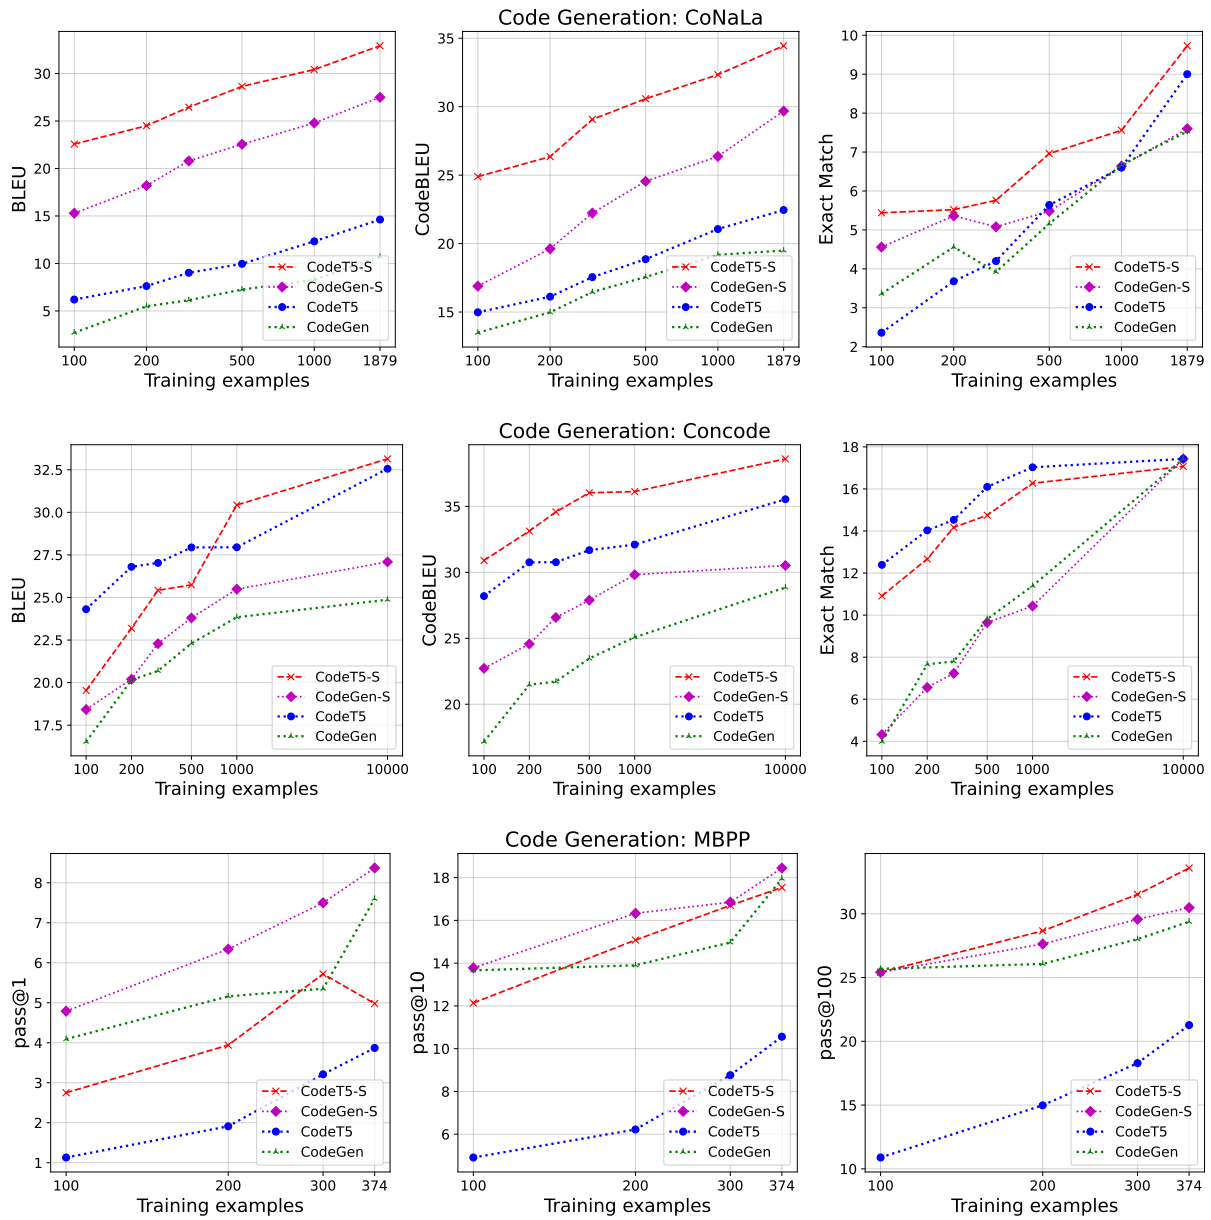 Code Generation: CoNaLa
BLEU
30
25
20
15
10
5
100 200 500 1000 1879
Training examples
CodeT5-S
CodeGen-S
CodeT5
CodeGen
CodeBLEU
35
30
25
20
15
100 200 500 1000 1879
Training examples
CodeT5-S
CodeGen-S
CodeT5
CodeGen
Exact Match
10
9
8
7
6
5
4
3
2
100 200 500 1000 1879
Training examples
CodeT5-S
CodeGen-S
CodeT5
CodeGen
Code Generation: Concode
BLEU
32.5
30.0
27.5
25.0
22.5
20.0
17.5
100 200 500 1000 10000
Training examples
CodeT5-S
CodeGen-S
CodeT5
CodeGen
CodeBLEU
35
30
25
20
100 200 500 1000 10000
Training examples
CodeT5-S
CodeGen-S
CodeT5
CodeGen
Exact Match
18
16
14
12
10
8
6
4
100 200 500 1000 10000
Training examples
CodeT5-S
CodeGen-S
CodeT5
CodeGen
Code Generation: MBPP
pass@1
8
7
6
5
4
3
2
1
100 200 300 374
Training examples
CodeT5-S
CodeGen-S
CodeT5
CodeGen
pass@10
18
16
14
12
10
8
6
100 200 300 374
Training examples
CodeT5-S
CodeGen-S
CodeT5
CodeGen
pass@100
30
25
20
15
10
100 200 300 374
Training examples
CodeT5-S
CodeGen-S
CodeT5
CodeGen